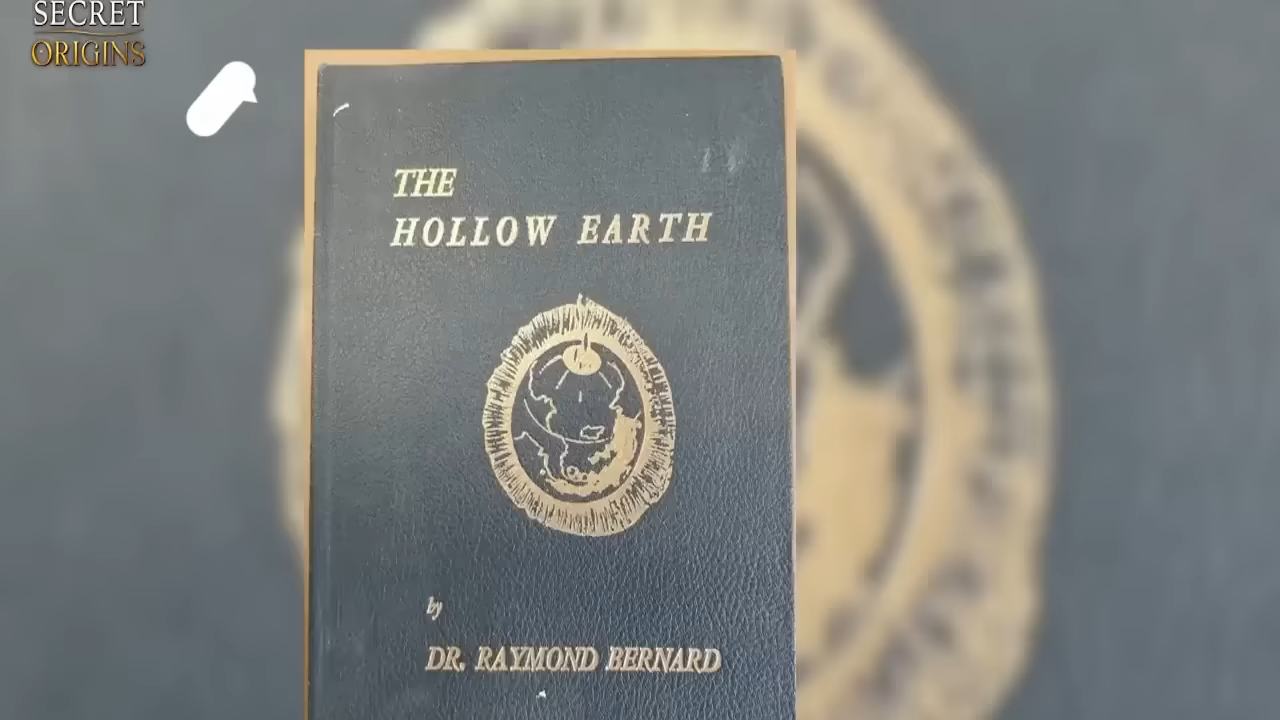 SECRET
ORIGINS
THE
HOLLOW EARTH
by
DR. RAYMOND BERNARD